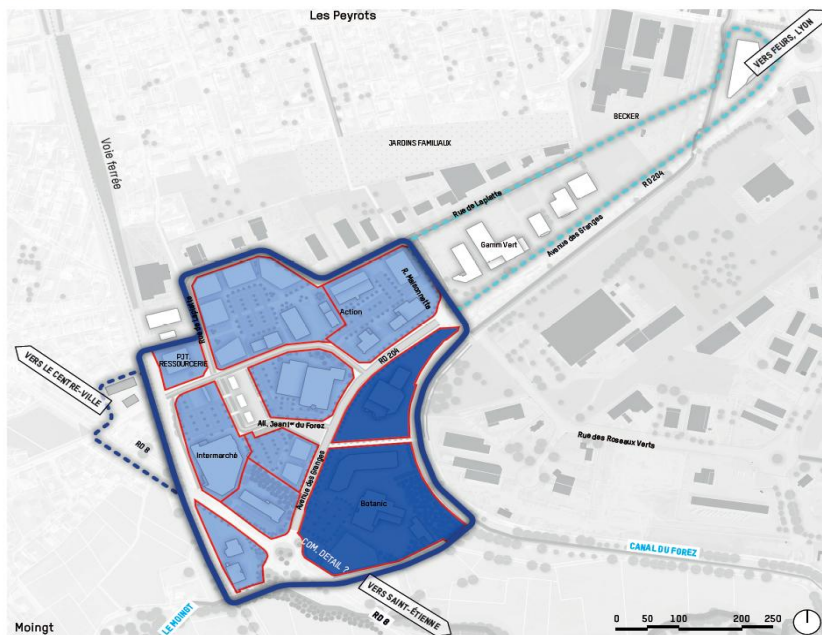 Les Peyrots
VERS FEURS, LYON
BECKER
Voie ferrée
JARDINS FAMILIAUX
RD 204
Rue de Laplatte
Avenue des Granges
Gamm Vert
R. Maisonnette
Action
PJT.
RESSOURCERIE
RD 204
VERS LE CENTRE-VILLE
All. Jean Ier du Forez
RD 8
Intermarché
Avenue des Granges
Rue des Roseaux Verts
Botanic
COM. DETAIL ?
CANAL DU FOREZ
VERS SAINT-ÉTIENNE
LE MOINGT
RD 8
Moingt
0 50 100 200 250